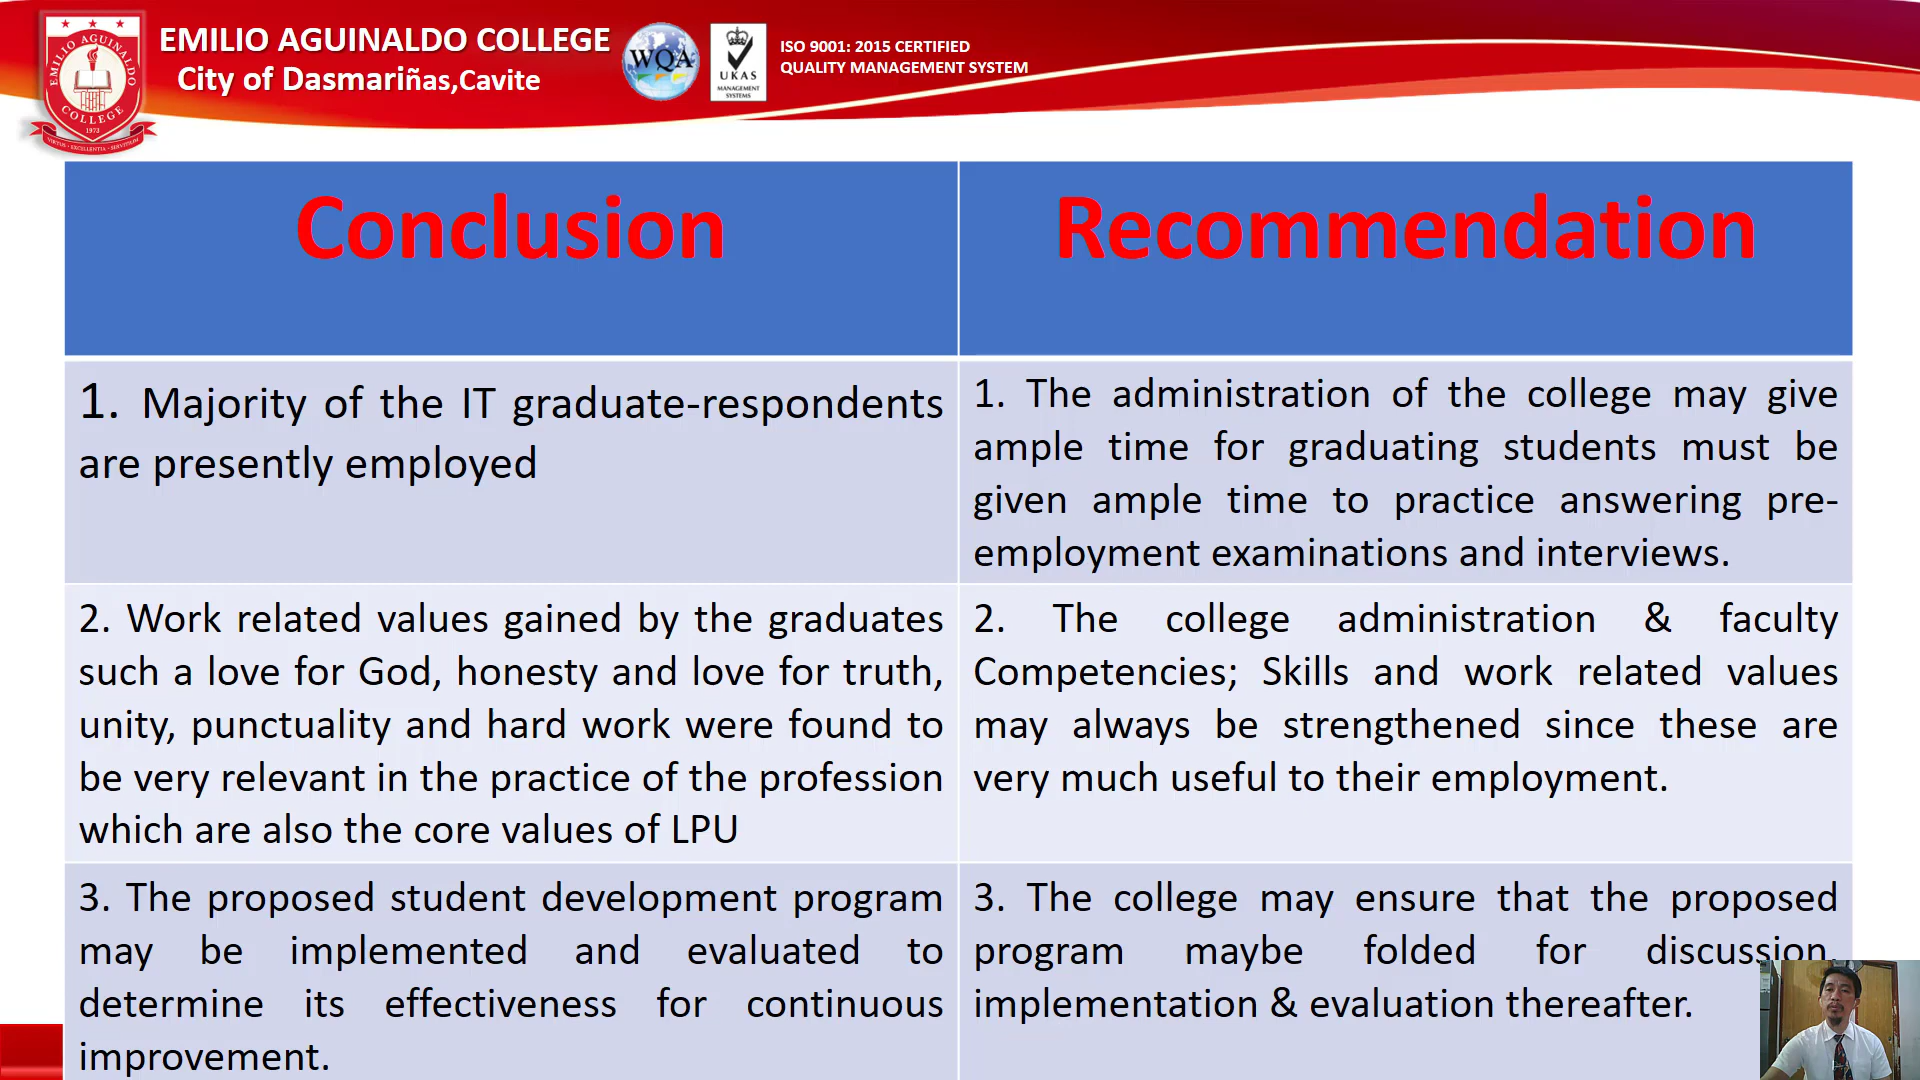 EMILIO AGUINALDO COLLEGE
City of Dasmariñas,Cavite
EMILIO AGUINALDO COLLEGE
1973
VIRTUS - EXCELLENTIA - SERVITIUM
WQA
UKAS
MANAGEMENT
SYSTEMS
ISO 9001: 2015 CERTIFIED
QUALITY MANAGEMENT SYSTEM
Conclusion
Recommendation
1. Majority of the IT graduate-respondents
are presently employed
1. The administration of the college may give
ample time for graduating students must be
given ample time to practice answering pre-
employment examinations and interviews.
2. Work related values gained by the graduates
such a love for God, honesty and love for truth,
unity, punctuality and hard work were found to
be very relevant in the practice of the profession
which are also the core values of LPU
2. The college administration & faculty
Competencies; Skills and work related values
may always be strengthened since these are
very much useful to their employment.
3. The proposed student development program
may be implemented and evaluated to
determine its effectiveness for continuous
improvement.
3. The college may ensure that the proposed
program maybe folded for discussion,
implementation & evaluation thereafter.